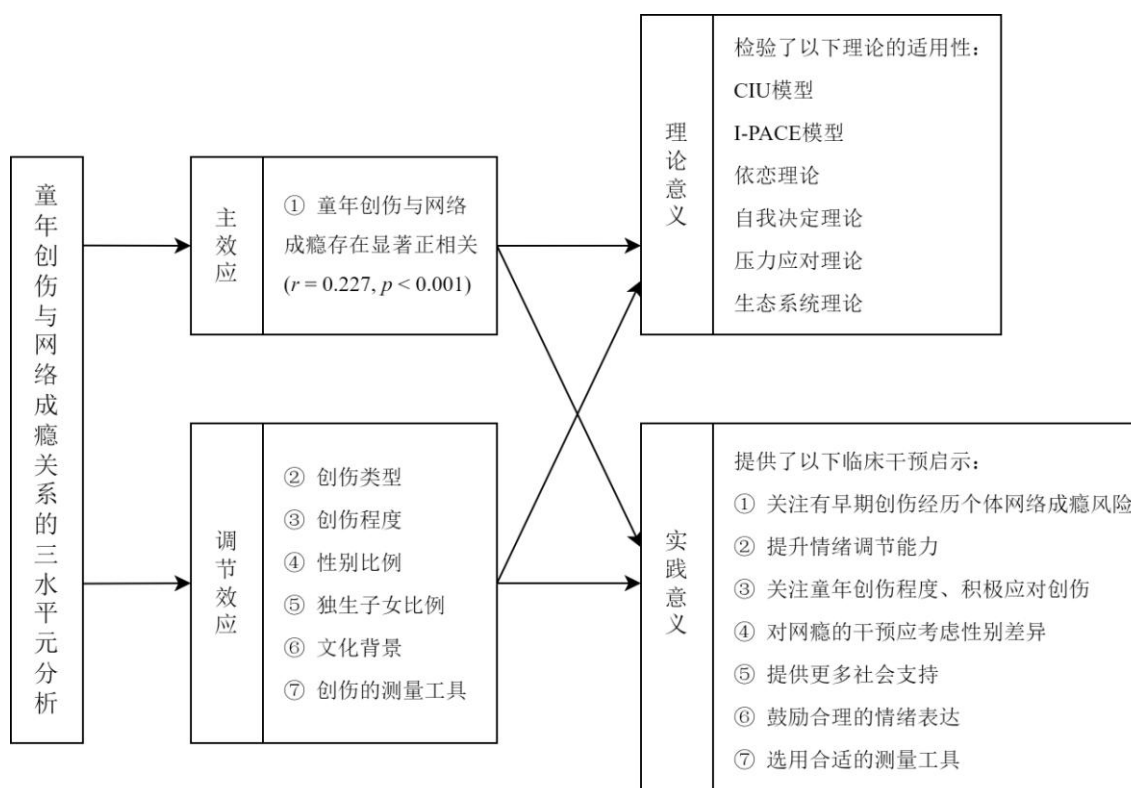 童年创伤与网络成瘾关系的三水平元分析
主效应
① 童年创伤与网络
成瘾存在显著正相关
(r = 0.227, p < 0.001)
调节效应
② 创伤类型
③ 创伤程度
④ 性别比例
⑤ 独生子女比例
⑥ 文化背景
⑦ 创伤的测量工具
理论意义
检验了以下理论的适用性：
CIU模型
I-PACE模型
依恋理论
自我决定理论
压力应对理论
生态系统理论
实践意义
提供了以下临床干预启示：
① 关注有早期创伤经历个体网络成瘾风险
② 提升情绪调节能力
③ 关注童年创伤程度、积极应对创伤
④ 对网瘾的干预应考虑性别差异
⑤ 提供更多社会支持
⑥ 鼓励合理的情绪表达
⑦ 选用合适的测量工具